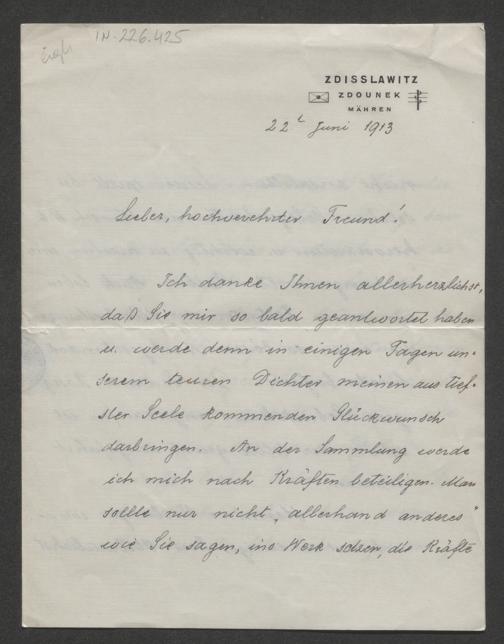 IN-226.425
ZDISSLAWITZ
ZDOUNEK
MÄHREN
22t Juni 1913
Lieber, hochverehrter Freund!
Ich danke Ihnen allerherzlichst,
daß Sie mir so bald geantwortet haben
u. werde denn in einigen Tagen un-
serem teuren Dichter meinen aus tief-
ster Seele kommenden Glückwunsch
darbringen. An der Sammlung werde
ich mich nach Kräften beteiligen. Man
sollte nur nicht „allerhand anderes"
wie Sie sagen, ins Werk setzen, die Kräfte